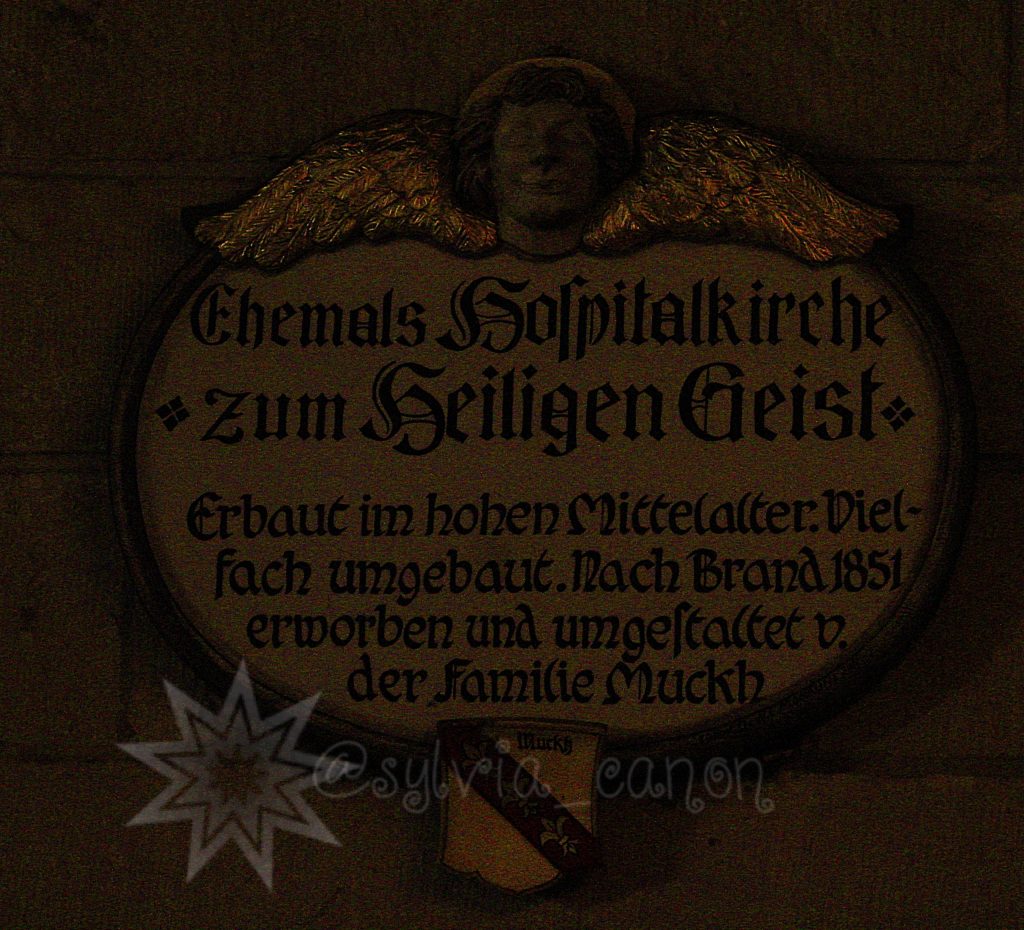 Ehemals Hoſpitalkirche
zum Heiligen Geist
Erbaut im hohen Mittelalter. Viel-
fach umgebaut. Nach Brand 1851
erworben und umgeſtaltet v.
der Familie Muckh
Muckh
@sylvia_canon